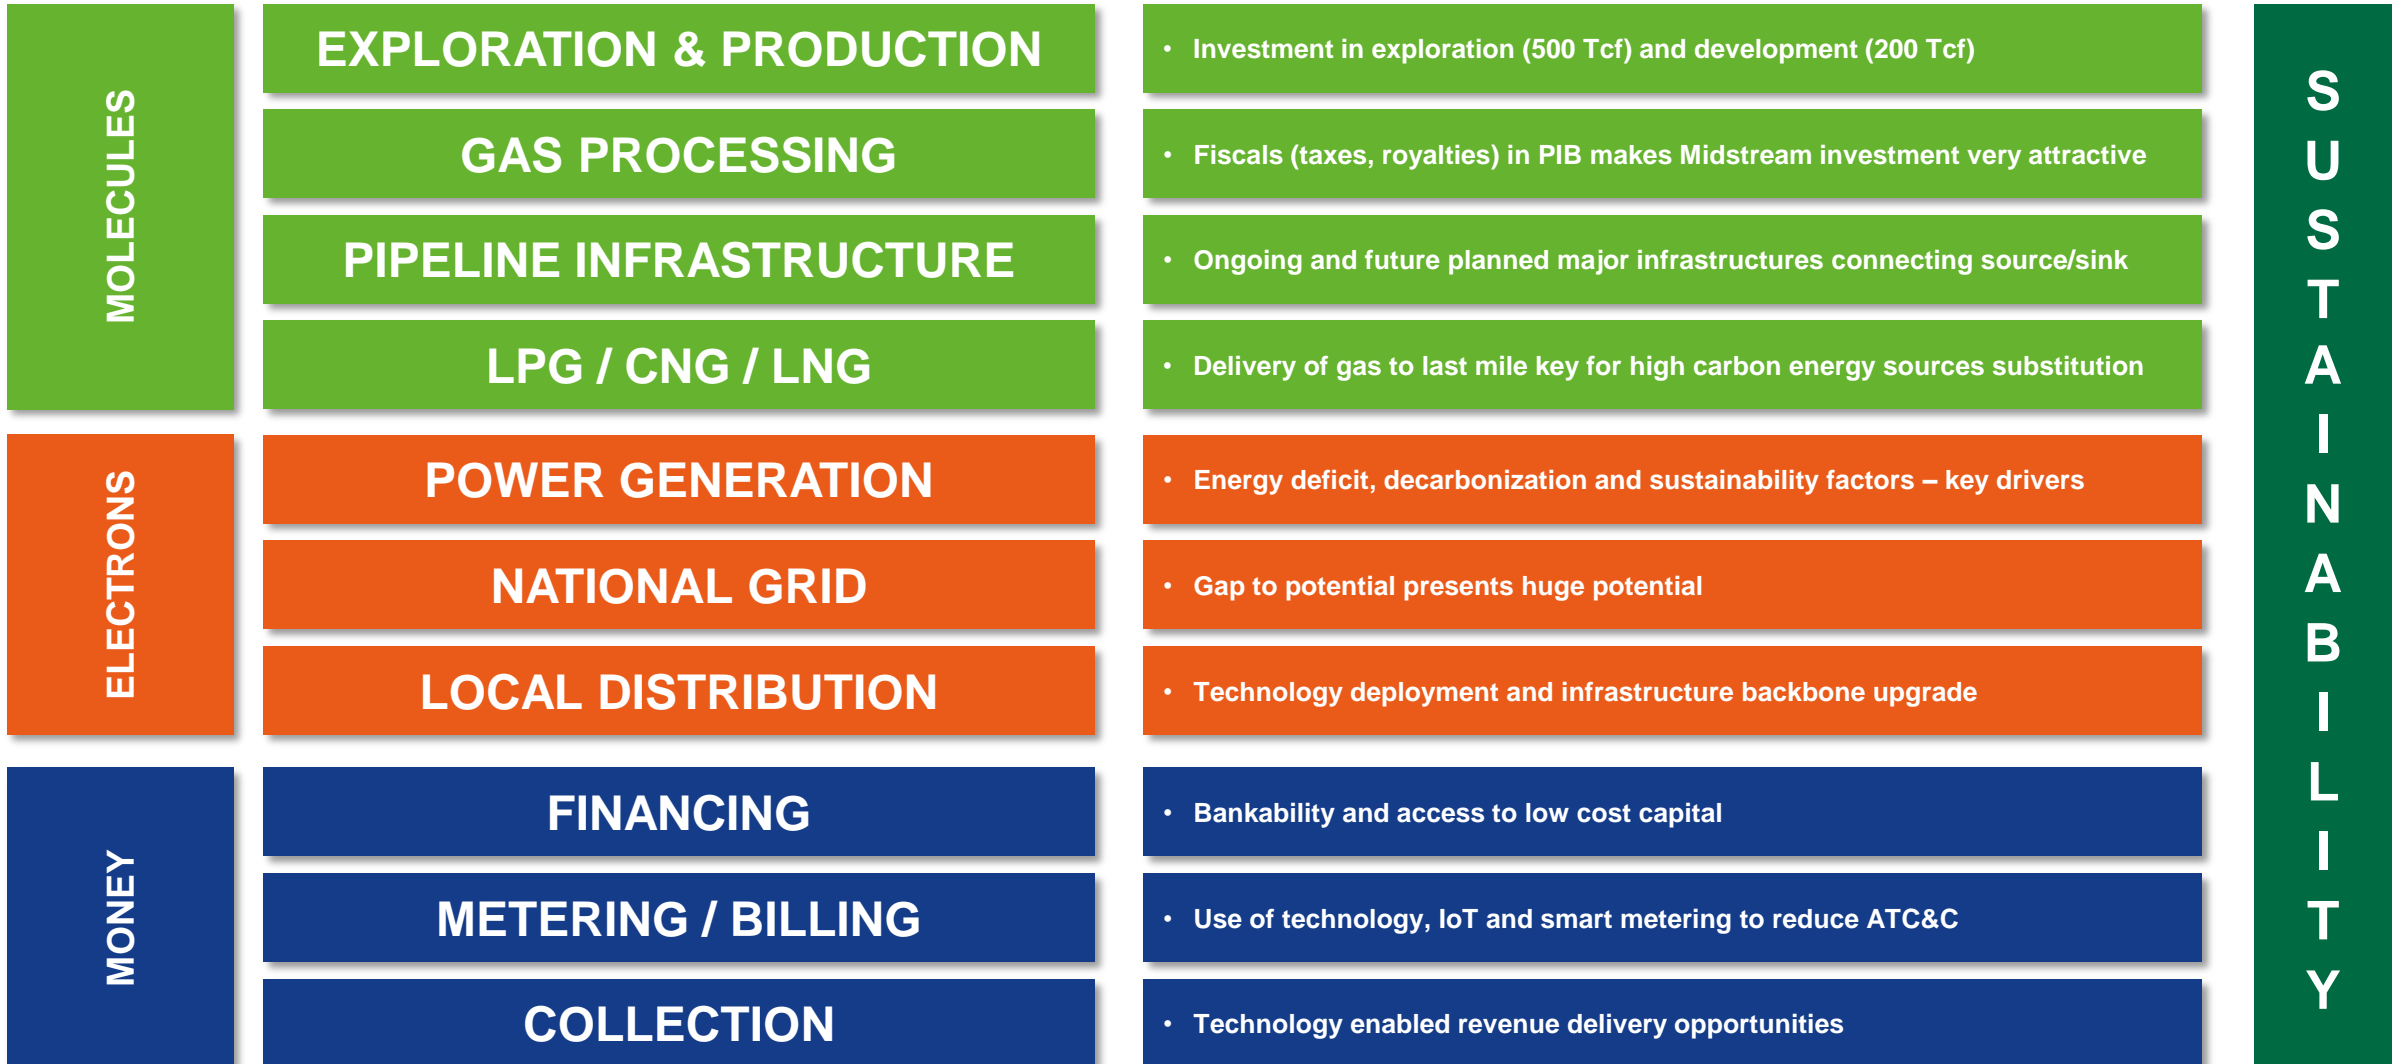 MOLECULES
EXPLORATION & PRODUCTION
• Investment in exploration (500 Tcf) and development (200 Tcf)
GAS PROCESSING
• Fiscals (taxes, royalties) in PIB makes Midstream investment very attractive
PIPELINE INFRASTRUCTURE
• Ongoing and future planned major infrastructures connecting source/sink
LPG / CNG / LNG
• Delivery of gas to last mile key for high carbon energy sources substitution
ELECTRONS
POWER GENERATION
• Energy deficit, decarbonization and sustainability factors – key drivers
NATIONAL GRID
• Gap to potential presents huge potential
LOCAL DISTRIBUTION
• Technology deployment and infrastructure backbone upgrade
MONEY
FINANCING
• Bankability and access to low cost capital
METERING / BILLING
• Use of technology, IoT and smart metering to reduce ATC&C
COLLECTION
• Technology enabled revenue delivery opportunities
SUSTAINABILITY